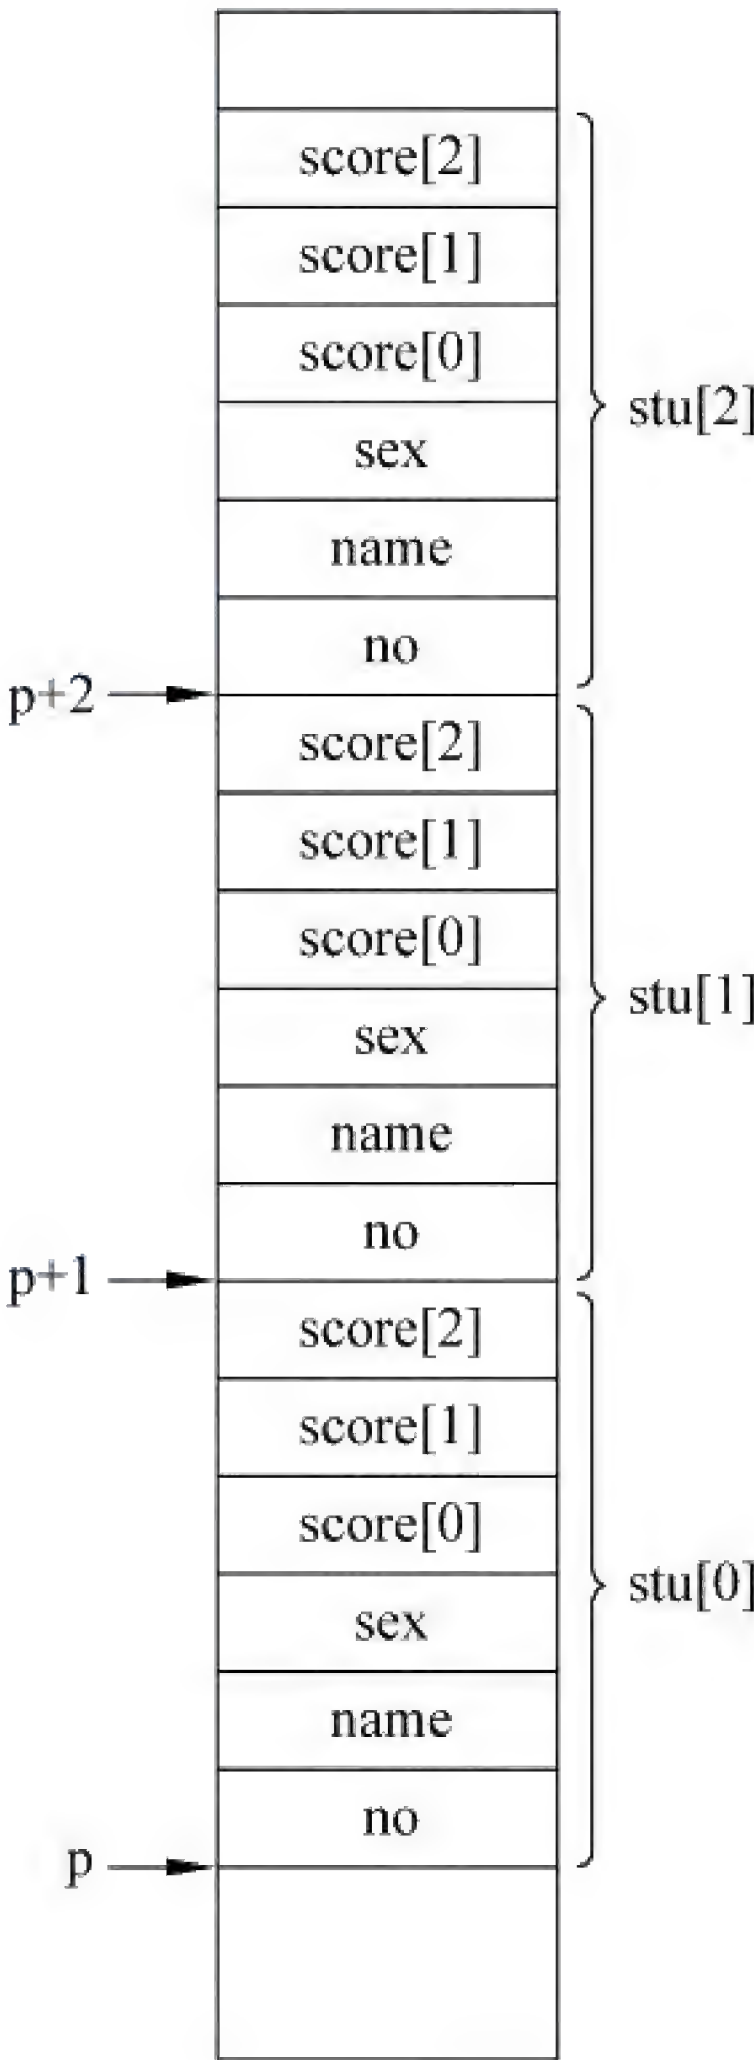 score[2]
score[1]
score[0]
stu[2]
sex
name
no
p+2
score[2]
score[1]
score[0]
stu[1]
sex
name
no
p+1
score[2]
score[1]
score[0]
stu[0]
sex
name
no
p